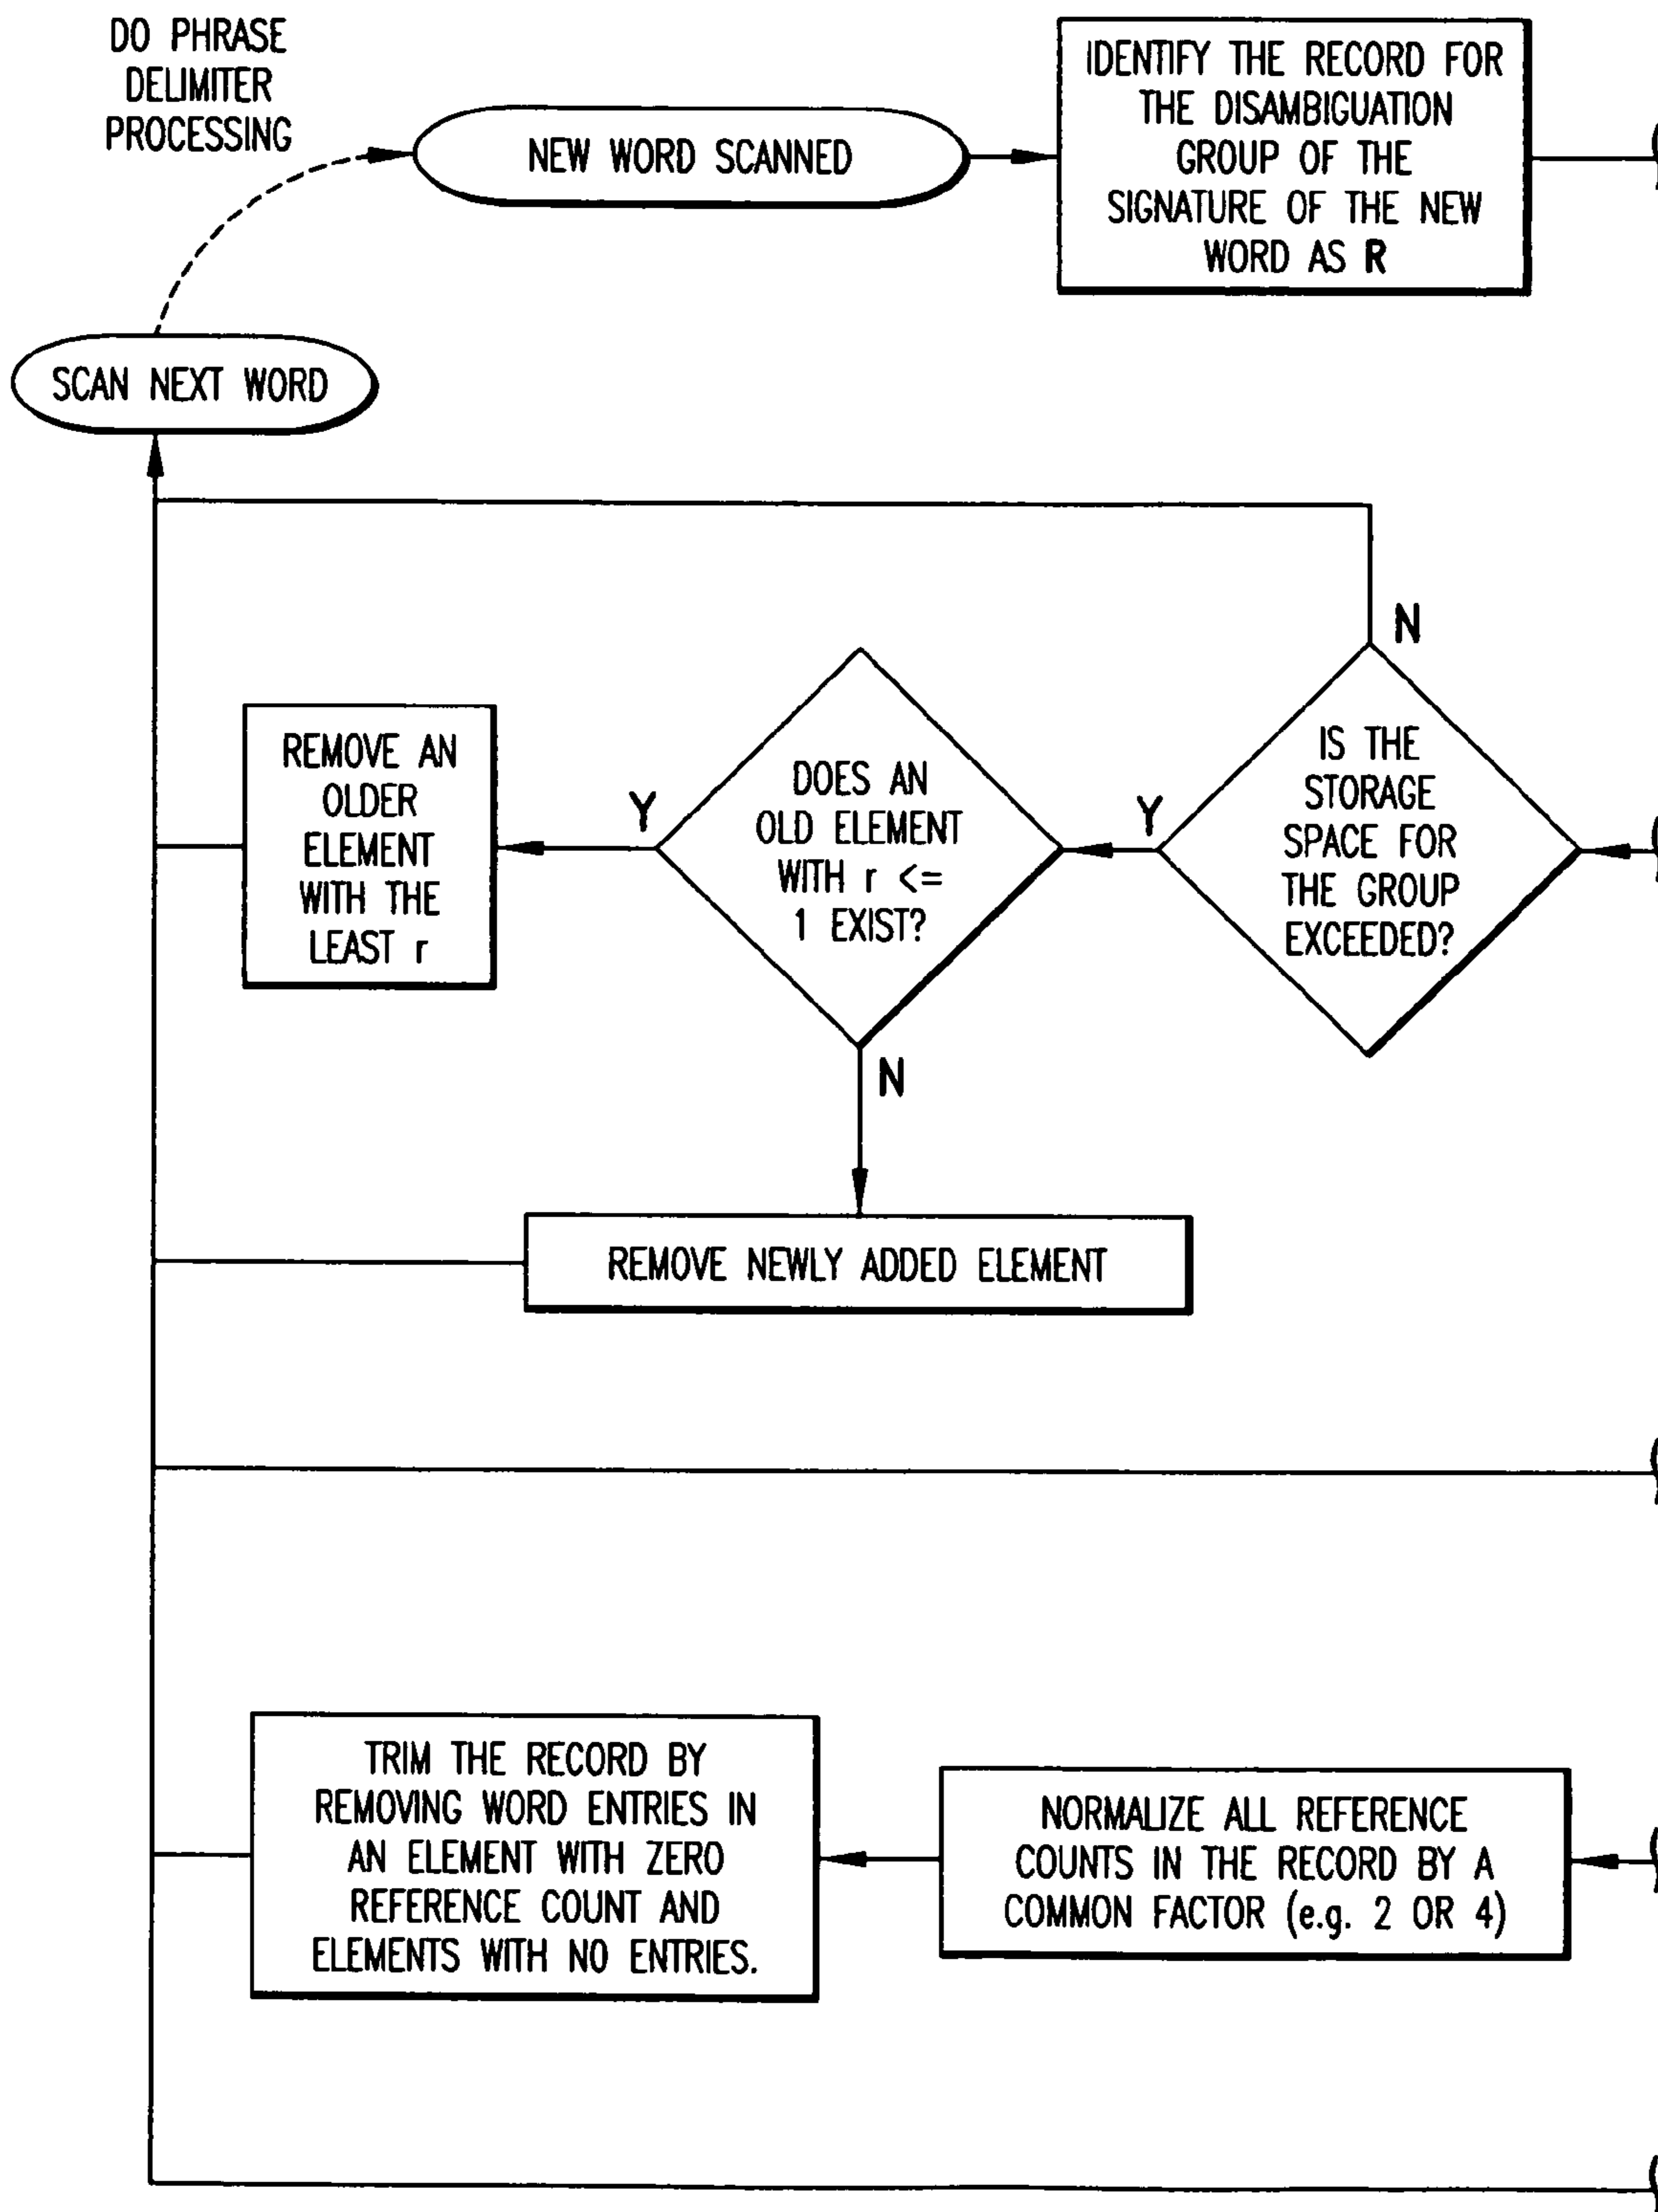 DO PHRASE
DELIMITER
PROCESSING
NEW WORD SCANNED
IDENTIFY THE RECORD FOR
THE DISAMBIGUATION
GROUP OF THE
SIGNATURE OF THE NEW
WORD AS R
SCAN NEXT WORD
N
IS THE
STORAGE
SPACE FOR
THE GROUP
EXCEEDED?
Y
DOES AN
OLD ELEMENT
WITH r <=
1 EXIST?
Y
REMOVE AN
OLDER
ELEMENT
WITH THE
LEAST r
N
REMOVE NEWLY ADDED ELEMENT
TRIM THE RECORD BY
REMOVING WORD ENTRIES IN
AN ELEMENT WITH ZERO
REFERENCE COUNT AND
ELEMENTS WITH NO ENTRIES.
NORMALIZE ALL REFERENCE
COUNTS IN THE RECORD BY A
COMMON FACTOR (e.g. 2 OR 4)